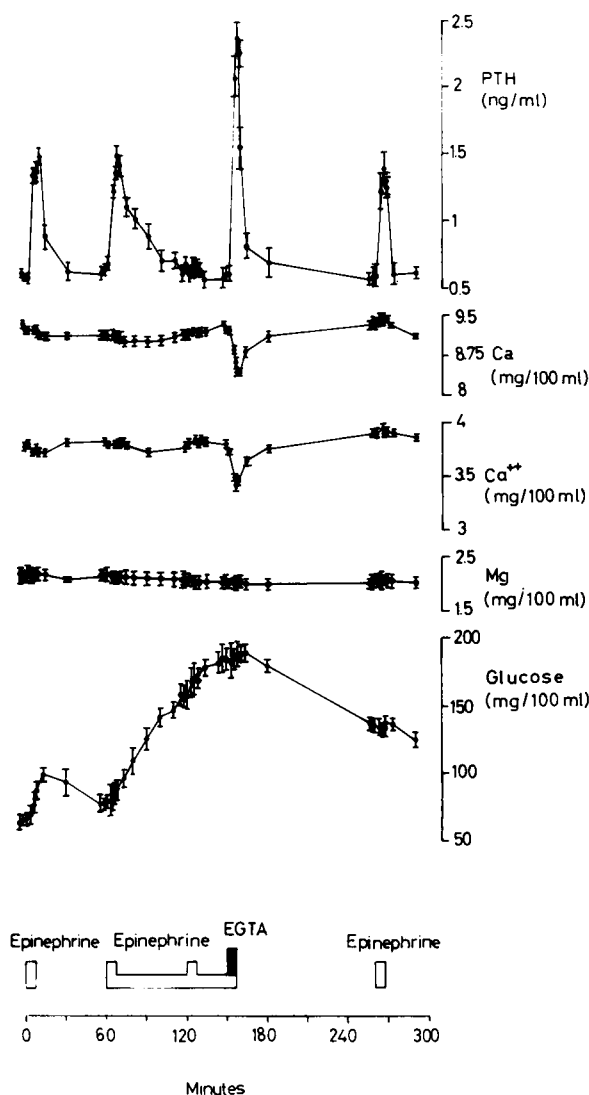 2.5
PTH
2
(ng/ml)
1.5
1
0.5
9.5
8.75 Ca
(mg/100 ml)
8
4
3.5 Ca++
(mg/100 ml)
3
2.5
Mg
(mg/100 ml)
1.5
200
Glucose
(mg/100 ml)
150
100
50
EGTA
Epinephrine Epinephrine Epinephrine
0 60 120 180 240 300
Minutes